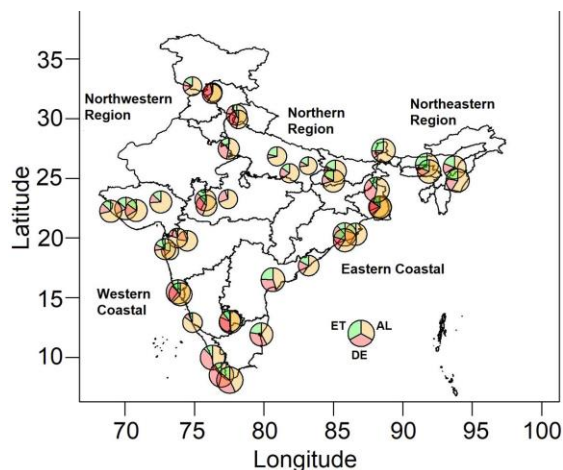 35
30
25
20
15
10
Latitude
Northwestern
Region
Northern
Region
Northeastern
Region
Eastern Coastal
Western
Coastal
ET AL
DE
70 75 80 85 90 95 100
Longitude